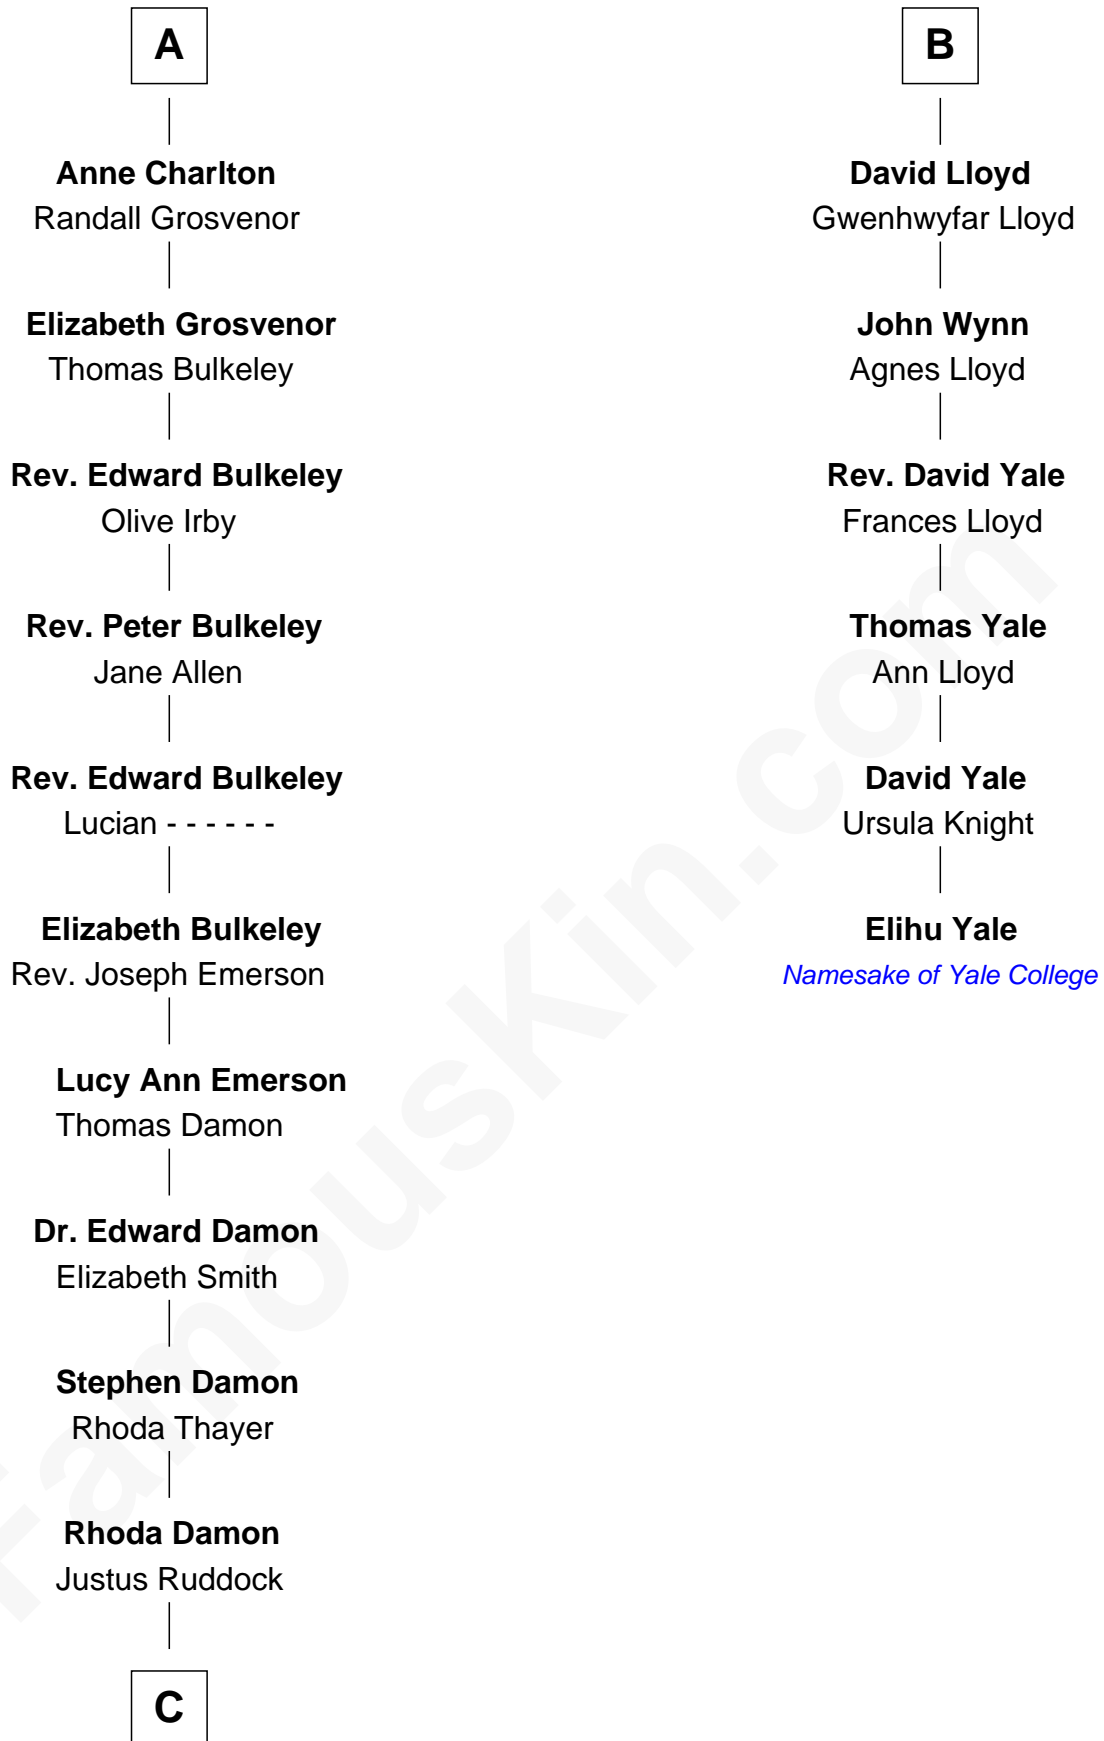 A
Anne Charlton
Randall Grosvenor
Elizabeth Grosvenor
Thomas Bulkeley
Rev. Edward Bulkeley
Olive Irby
Rev. Peter Bulkeley
Jane Allen
Rev. Edward Bulkeley
Lucian - - - - - -
Elizabeth Bulkeley
Rev. Joseph Emerson
Lucy Ann Emerson
Thomas Damon
Dr. Edward Damon
Elizabeth Smith
Stephen Damon
Rhoda Thayer
Rhoda Damon
Justus Ruddock
C
B
David Lloyd
Gwenhwyfar Lloyd
John Wynn
Agnes Lloyd
Rev. David Yale
Frances Lloyd
Thomas Yale
Ann Lloyd
David Yale
Ursula Knight
Elihu Yale
Namesake of Yale College
FamousKin.com